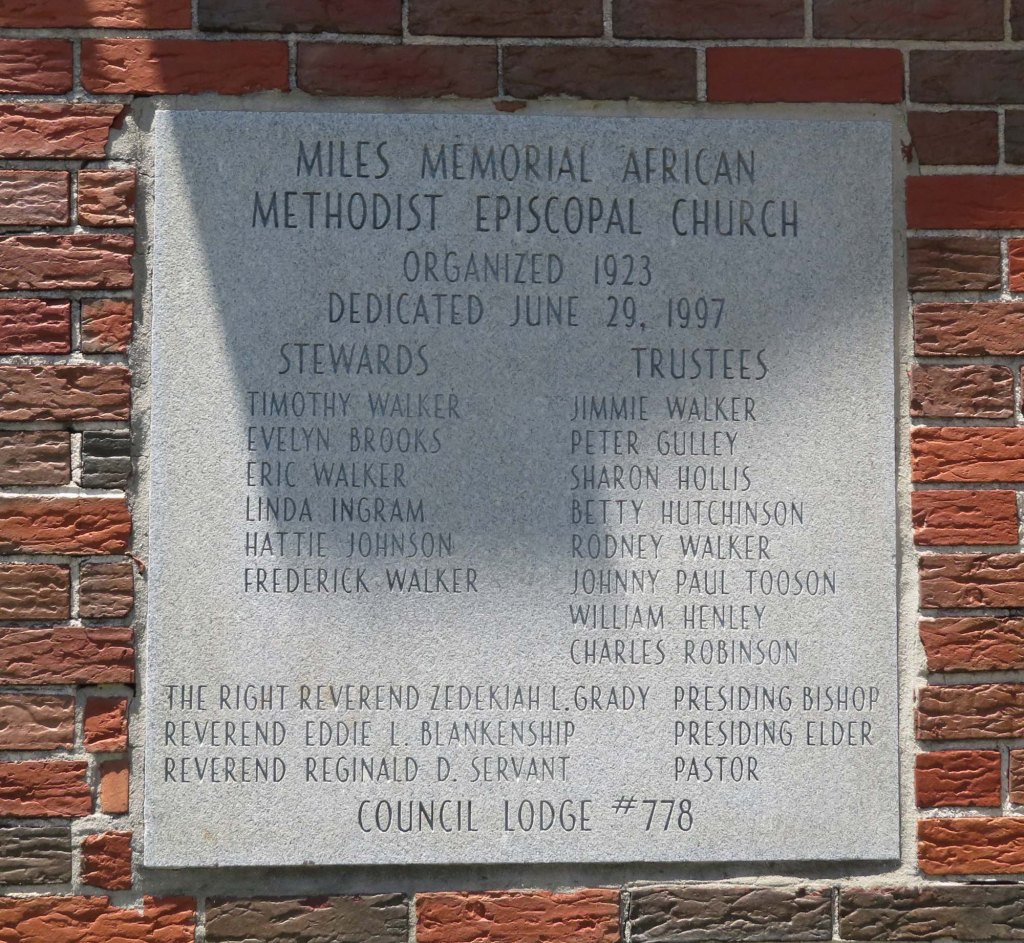 MILES MEMORIAL AFRICAN
METHODIST EPISCOPAL CHURCH
ORGANIZED 1923
DEDICATED JUNE 29, 1997
STEWARDS
TIMOTHY WALKER
EVELYN BROOKS
ERIC WALKER
LINDA INGRAM
HATTIE JOHNSON
FREDERICK WALKER
TRUSTEES
JIMMIE WALKER
PETER GULLEY
SHARON HOLLIS
BETTY HUTCHINSON
RODNEY WALKER
JOHNNY PAUL TOOSON
WILLIAM HENLEY
CHARLES ROBINSON
THE RIGHT REVEREND ZEDEKIAH L. GRADY PRESIDING BISHOP
REVEREND EDDIE L. BLANKENSHIP PRESIDING ELDER
REVEREND REGINALD D. SERVANT PASTOR
COUNCIL LODGE #778